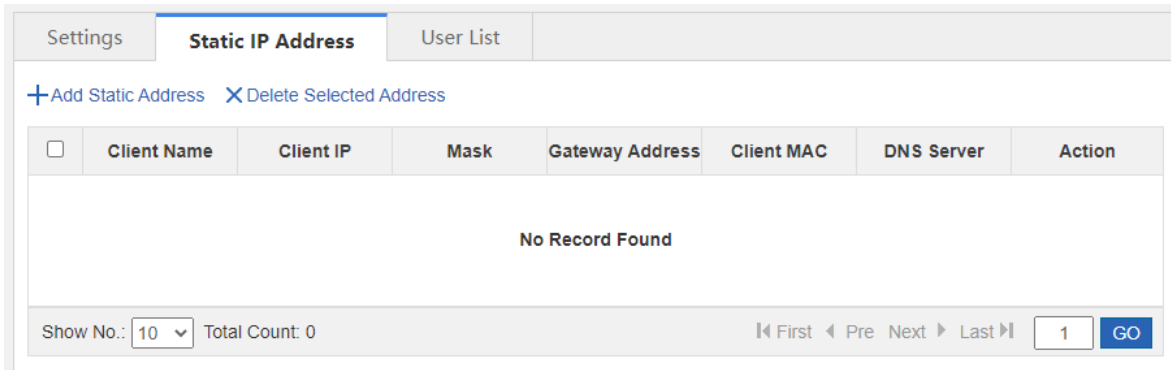 Settings Static IP Address User List
Add Static Address Delete Selected Address
Client Name Client IP Mask Gateway Address Client MAC DNS Server Action
No Record Found
Show No.: 10 Total Count: 0 First Pre Next Last 1 GO